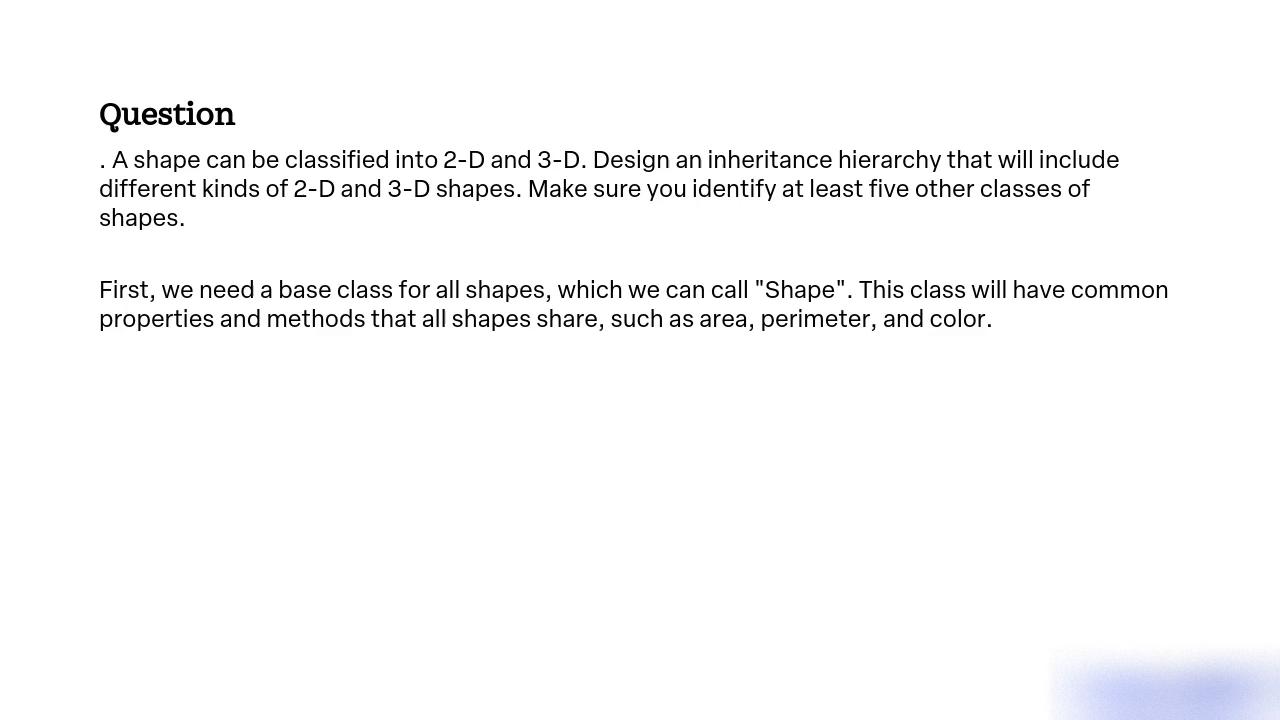 Question
. A shape can be classified into 2-D and 3-D. Design an inheritance hierarchy that will include
different kinds of 2-D and 3-D shapes. Make sure you identify at least five other classes of
shapes.
First, we need a base class for all shapes, which we can call "Shape". This class will have common
properties and methods that all shapes share, such as area, perimeter, and color.